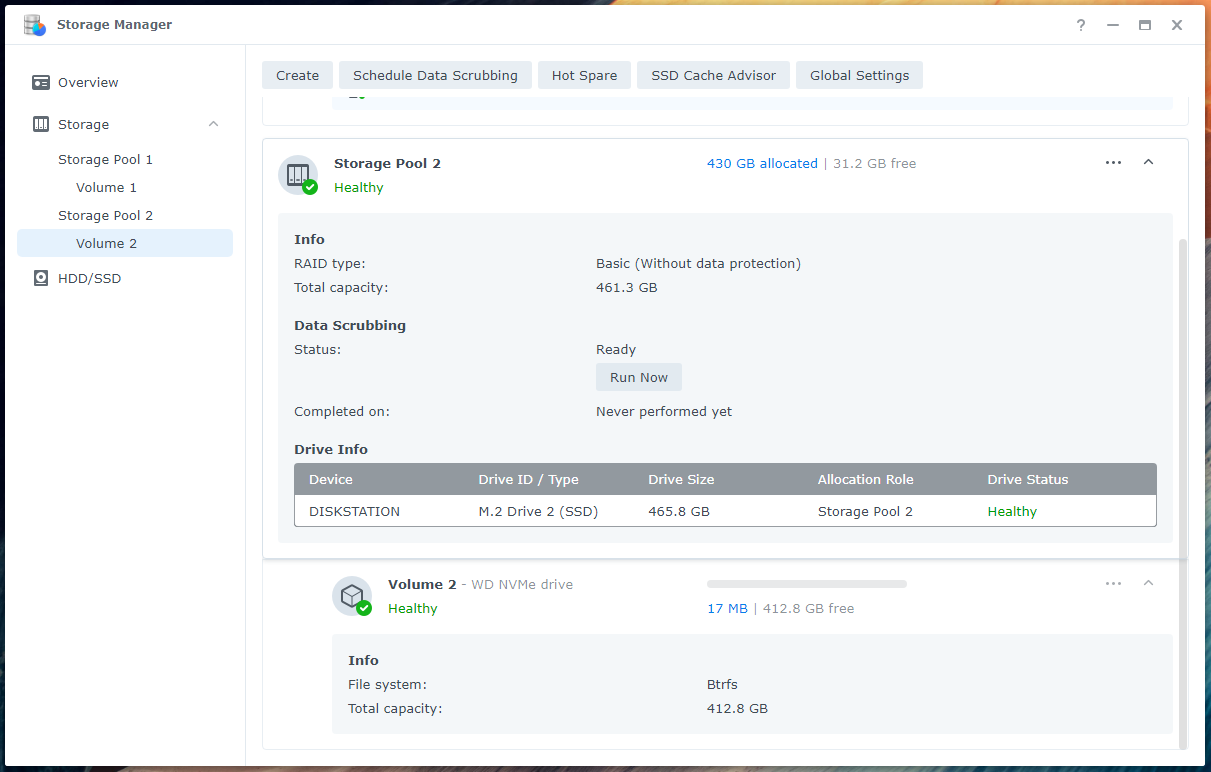 Storage Manager
?
Overview
Storage
Storage Pool 1
Volume 1
Storage Pool 2
Volume 2
HDD/SSD
Create Schedule Data Scrubbing Hot Spare SSD Cache Advisor Global Settings
Storage Pool 2 430 GB allocated | 31.2 GB free
Healthy
Info
RAID type: Basic (Without data protection)
Total capacity: 461.3 GB
Data Scrubbing
Status: Ready
Run Now
Completed on: Never performed yet
Drive Info
Device Drive ID / Type Drive Size Allocation Role Drive Status
DISKSTATION M.2 Drive 2 (SSD) 465.8 GB Storage Pool 2 Healthy
Volume 2 - WD NVMe drive
Healthy 17 MB | 412.8 GB free
Info
File system: Btrfs
Total capacity: 412.8 GB